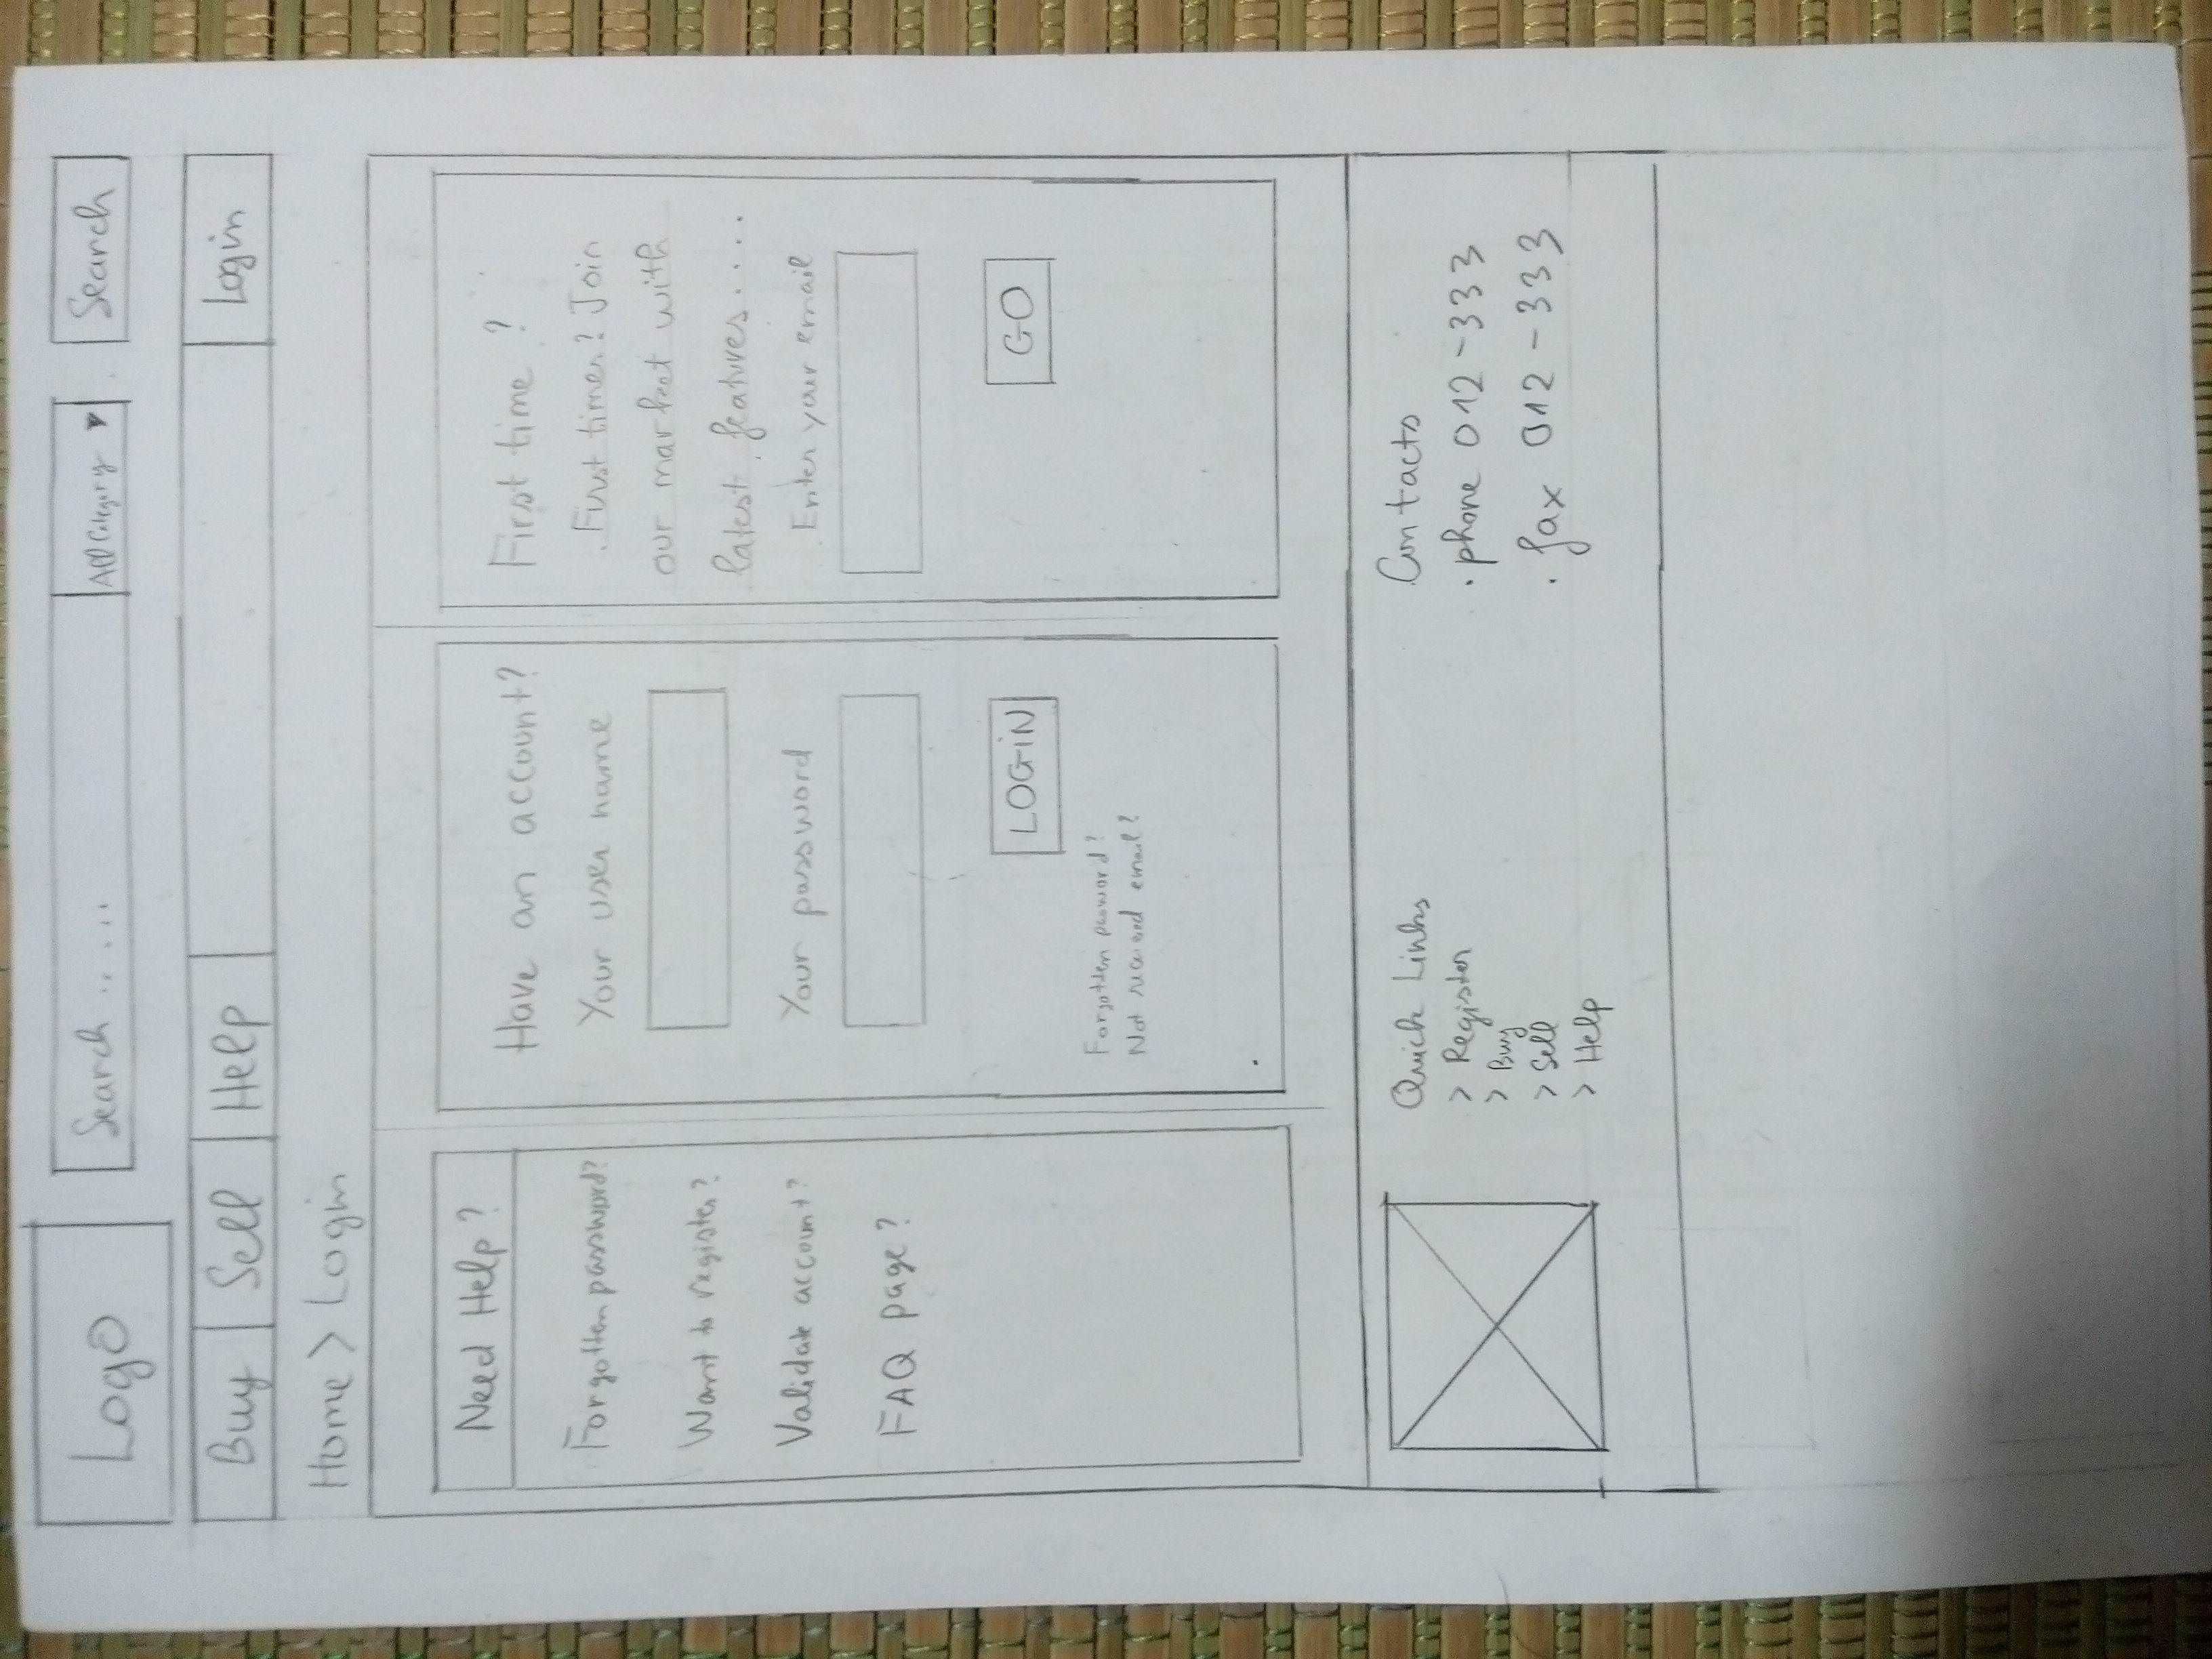 Logo
Search ..... All Category ▼ Search
Buy Sell Help Login
Home > Login
Need Help ?
Forgotten password?
Want to register?
Validate account?
FAQ page?
Have an account?
Your user name
Your password
LOGIN
Forgotten password?
Not received email?
First time ?
First timer? Join
our market with
latest features....
Enter your email
GO
Quick Links
> Register
> Buy
> Sell
> Help
Contacts
. phone 012-333
. fax 012-333